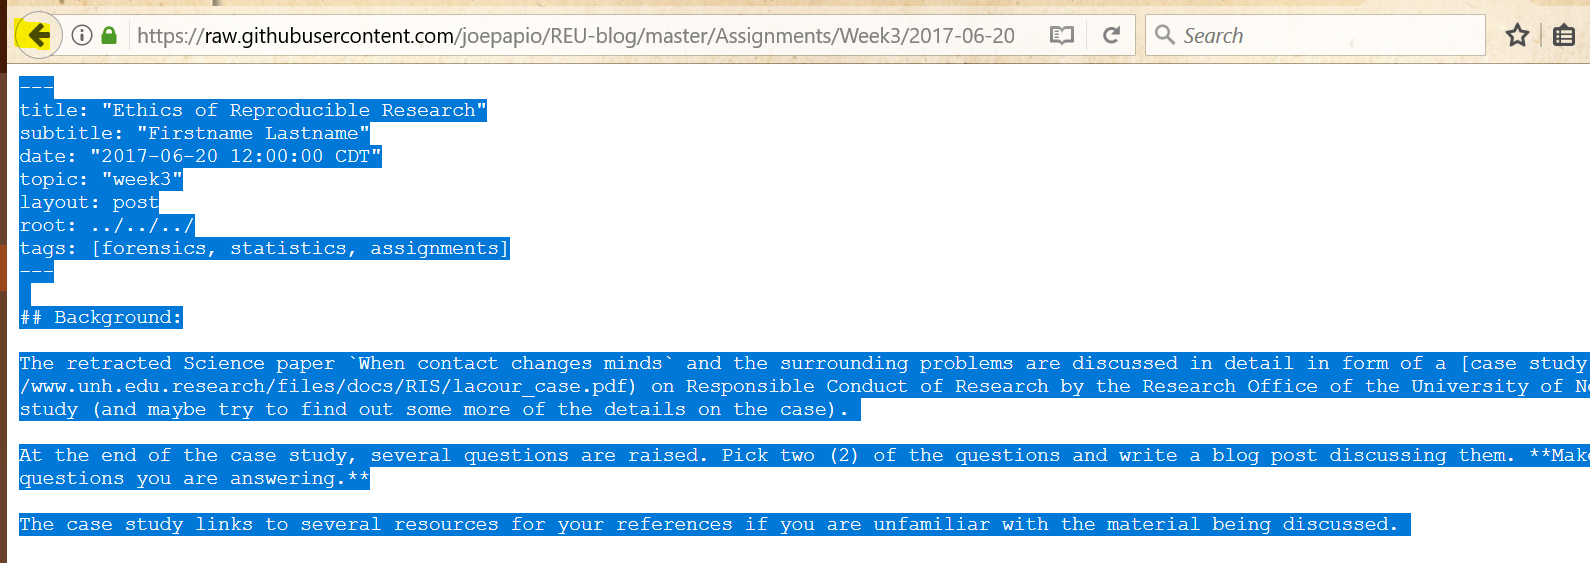 https://raw.githubusercontent.com/joepapio/REU-blog/master/Assignments/Week3/2017-06-20
Search
---
title: "Ethics of Reproducible Research"
subtitle: "Firstname Lastname"
date: "2017-06-20 12:00:00 CDT"
topic: "week3"
layout: post
root: ../../../
tags: [forensics, statistics, assignments]
---
## Background:
The retracted Science paper `When contact changes minds` and the surrounding problems are discussed in detail in form of a [case study
/www.unh.edu.research/files/docs/RIS/lacour_case.pdf) on Responsible Conduct of Research by the Research Office of the University of Ne
study (and maybe try to find out some more of the details on the case).
At the end of the case study, several questions are raised. Pick two (2) of the questions and write a blog post discussing them. **Mak
questions you are answering.**
The case study links to several resources for your references if you are unfamiliar with the material being discussed.